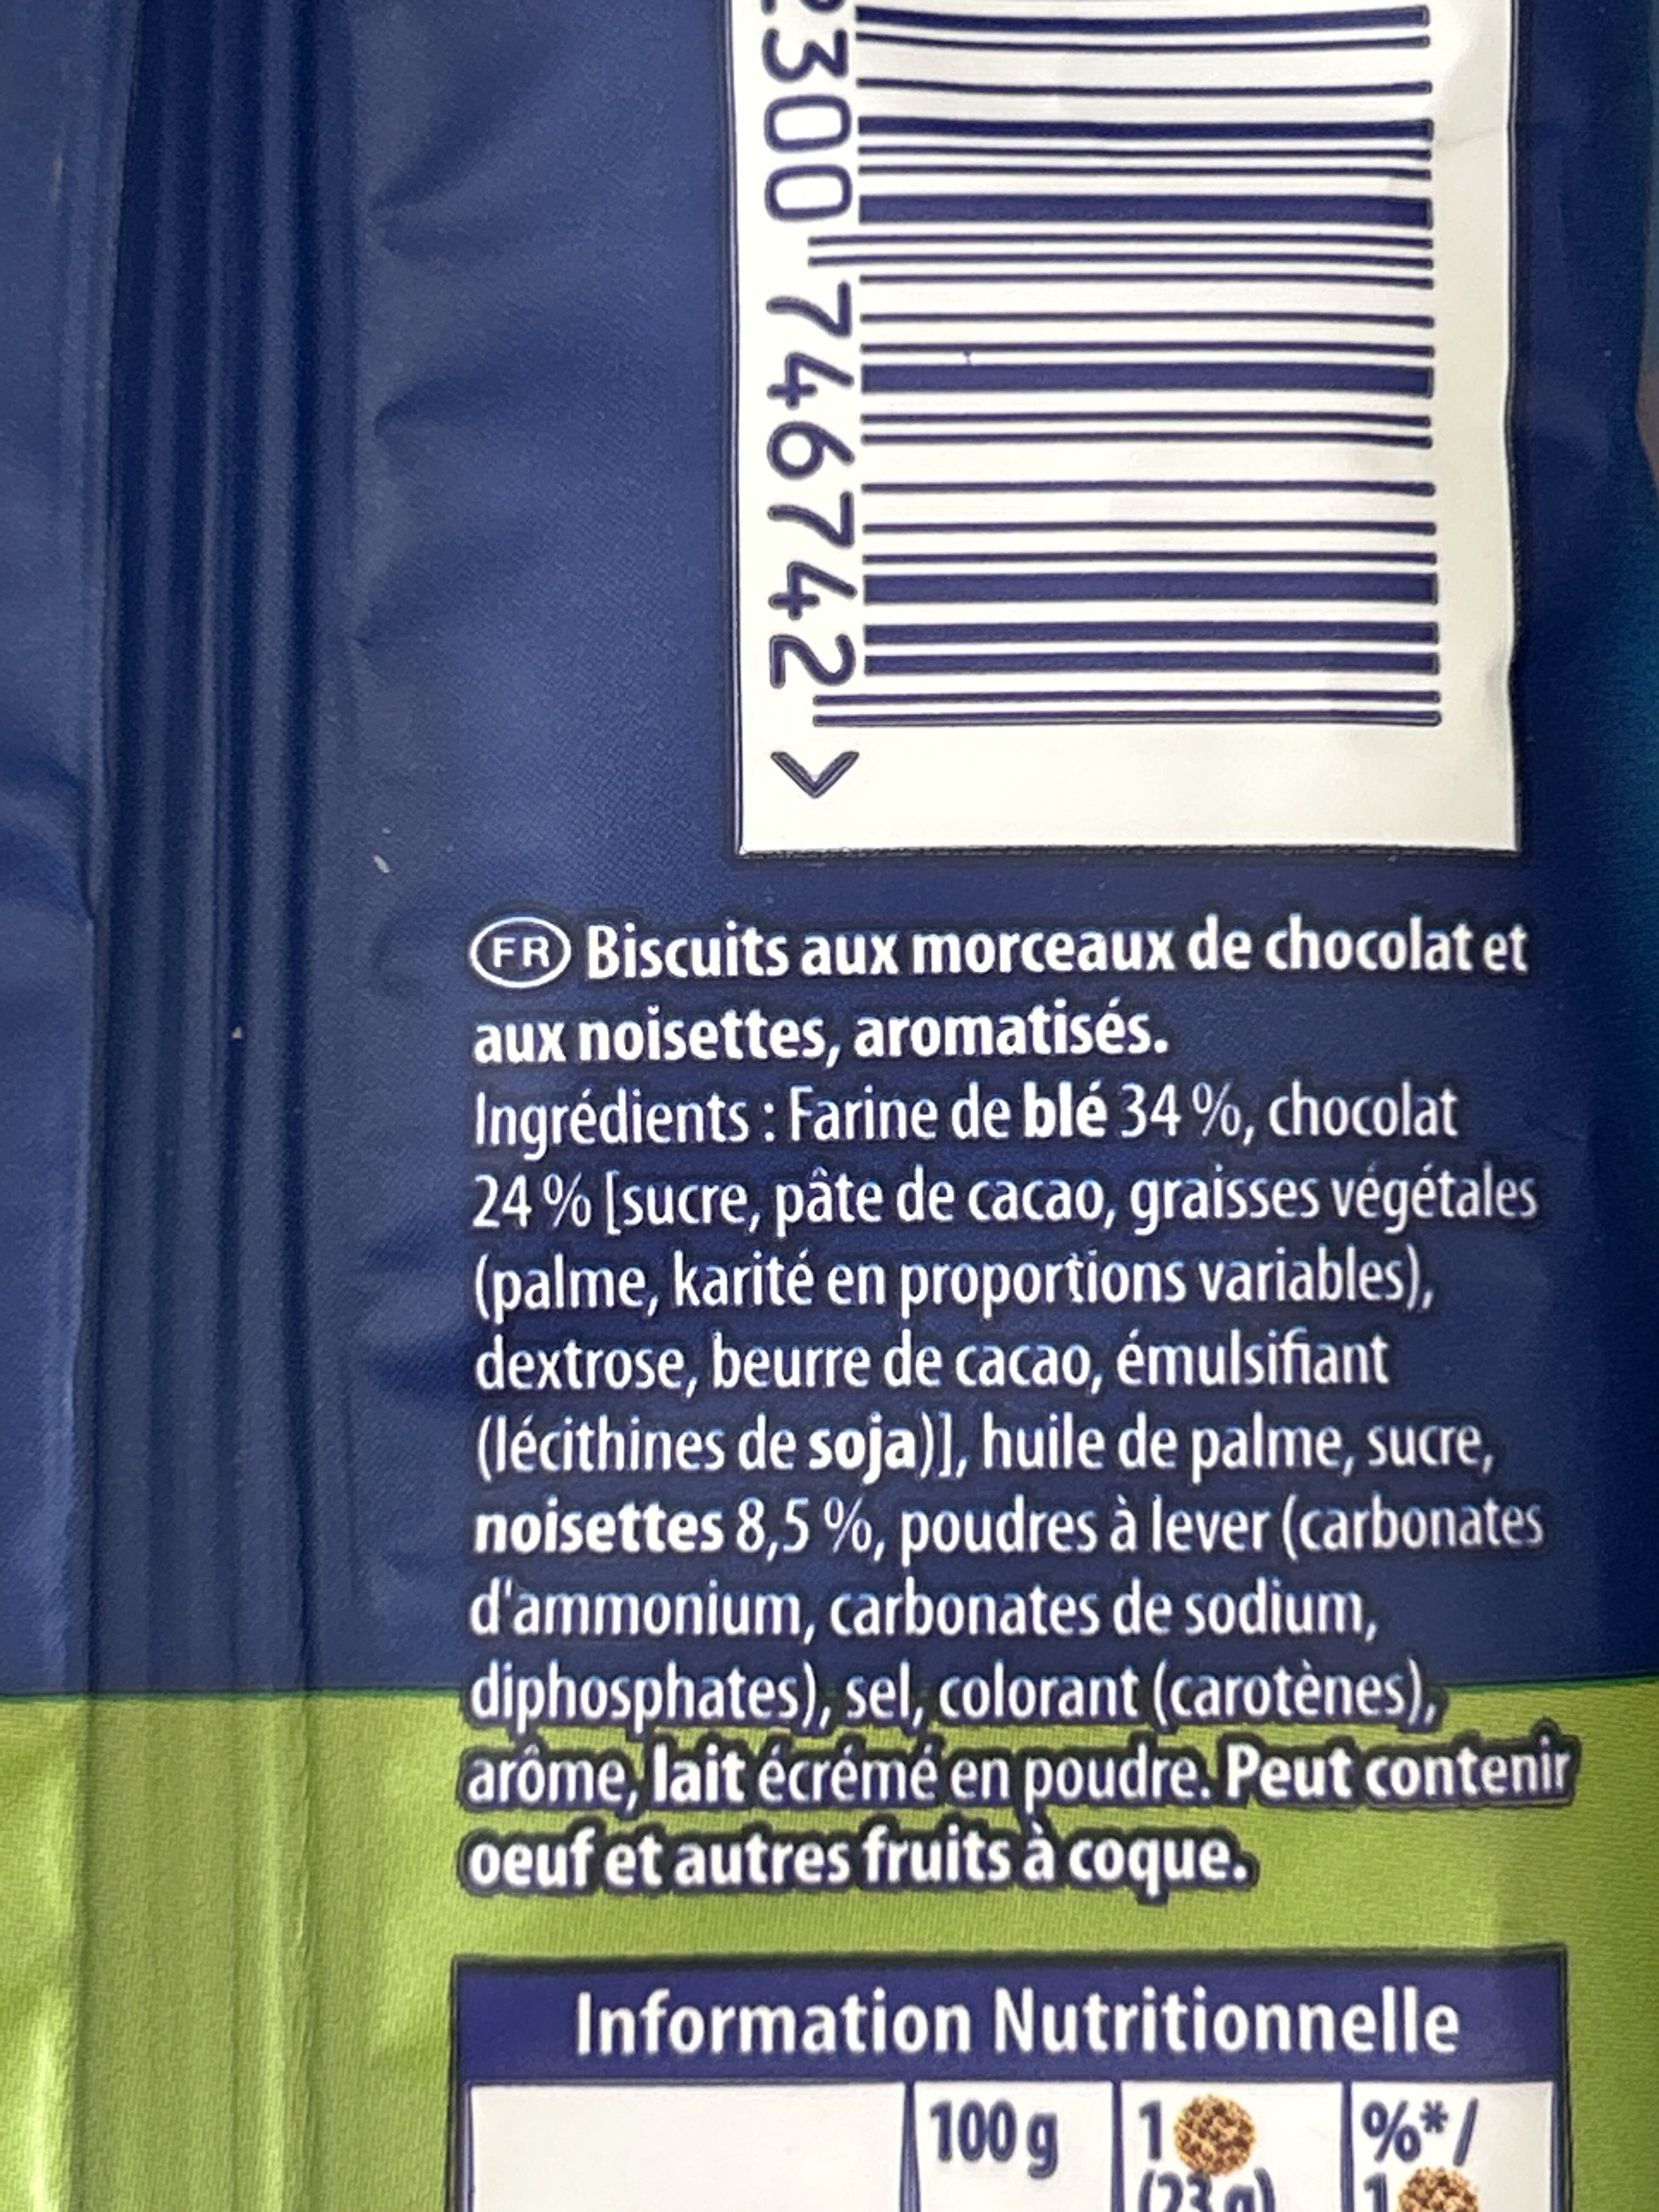 300 746742 >
FR Biscuits aux morceaux de chocolat et
aux noisettes, aromatisés.
Ingrédients : Farine de blé 34 %, chocolat
24 % [sucre, pâte de cacao, graisses végétales
(palme, karité en proportions variables),
dextrose, beurre de cacao, émulsifiant
(lécithines de soja)], huile de palme, sucre,
noisettes 8,5 %, poudres à lever (carbonates
d'ammonium, carbonates de sodium,
diphosphates), sel, colorant (carotènes),
arôme, lait écrémé en poudre. Peut contenir
oeuf et autres fruits à coque.
Information Nutritionnelle
100 g 1 %* /
(23 g) 1